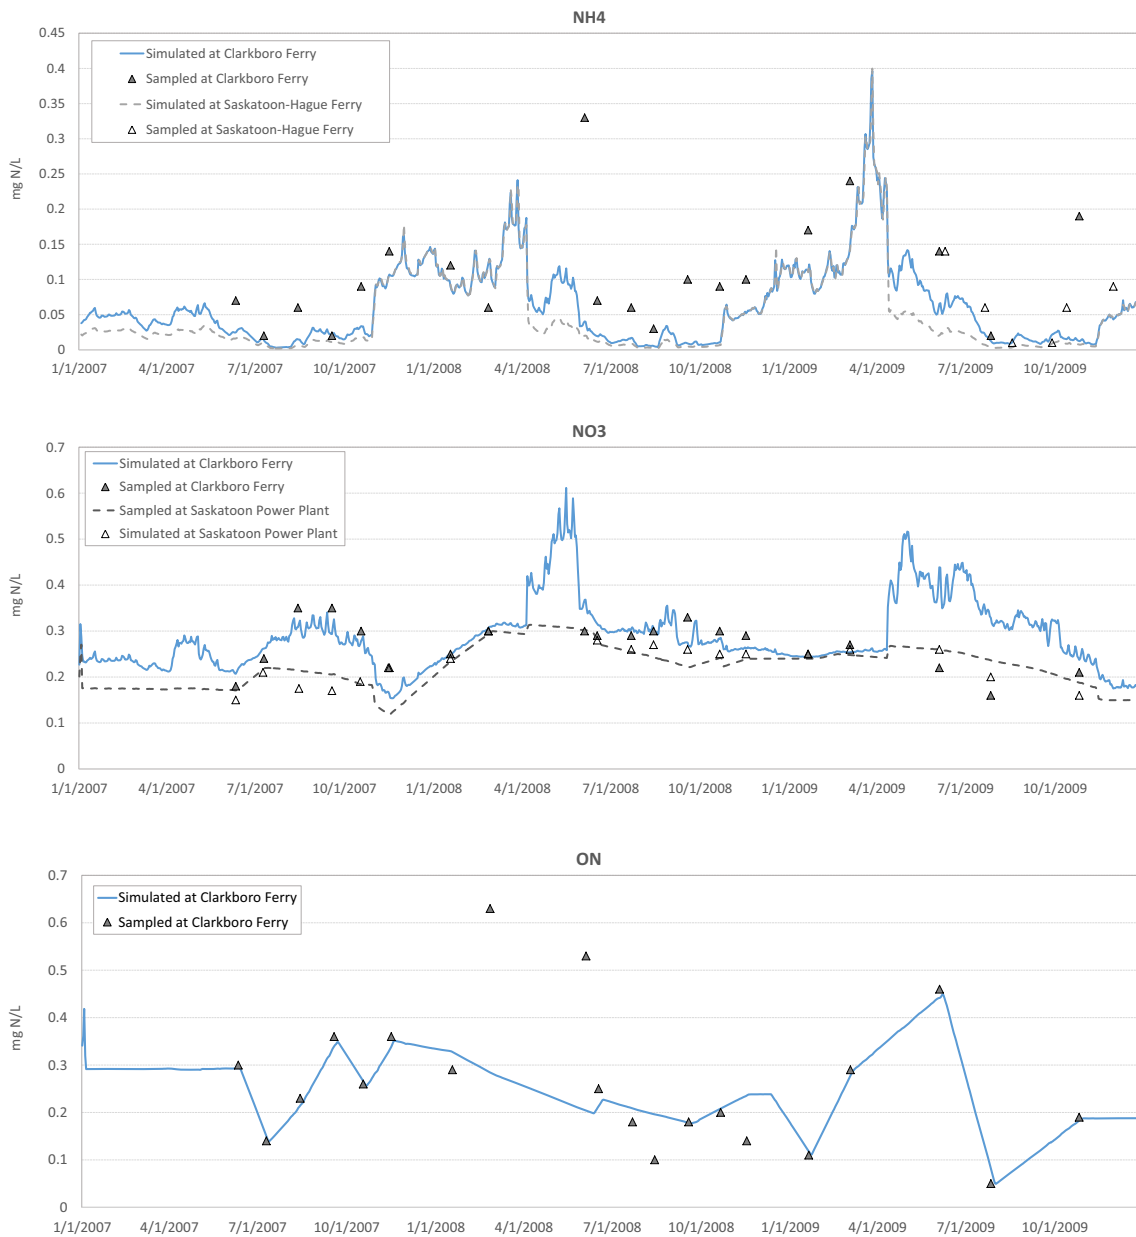 NH4
0.45
0.4
0.35
0.3
0.25
0.2
0.15
0.1
0.05
0
mg N/L
Simulated at Clarkboro Ferry
Sampled at Clarkboro Ferry
Simulated at Saskatoon-Hague Ferry
Sampled at Saskatoon-Hague Ferry
1/1/2007 4/1/2007 7/1/2007 10/1/2007 1/1/2008 4/1/2008 7/1/2008 10/1/2008 1/1/2009 4/1/2009 7/1/2009 10/1/2009
NO3
0.7
0.6
0.5
0.4
0.3
0.2
0.1
0
mg N/L
Simulated at Clarkboro Ferry
Sampled at Clarkboro Ferry
Sampled at Saskatoon Power Plant
Simulated at Saskatoon Power Plant
1/1/2007 4/1/2007 7/1/2007 10/1/2007 1/1/2008 4/1/2008 7/1/2008 10/1/2008 1/1/2009 4/1/2009 7/1/2009 10/1/2009
ON
0.7
0.6
0.5
0.4
0.3
0.2
0.1
0
mg N/L
Simulated at Clarkboro Ferry
Sampled at Clarkboro Ferry
1/1/2007 4/1/2007 7/1/2007 10/1/2007 1/1/2008 4/1/2008 7/1/2008 10/1/2008 1/1/2009 4/1/2009 7/1/2009 10/1/2009